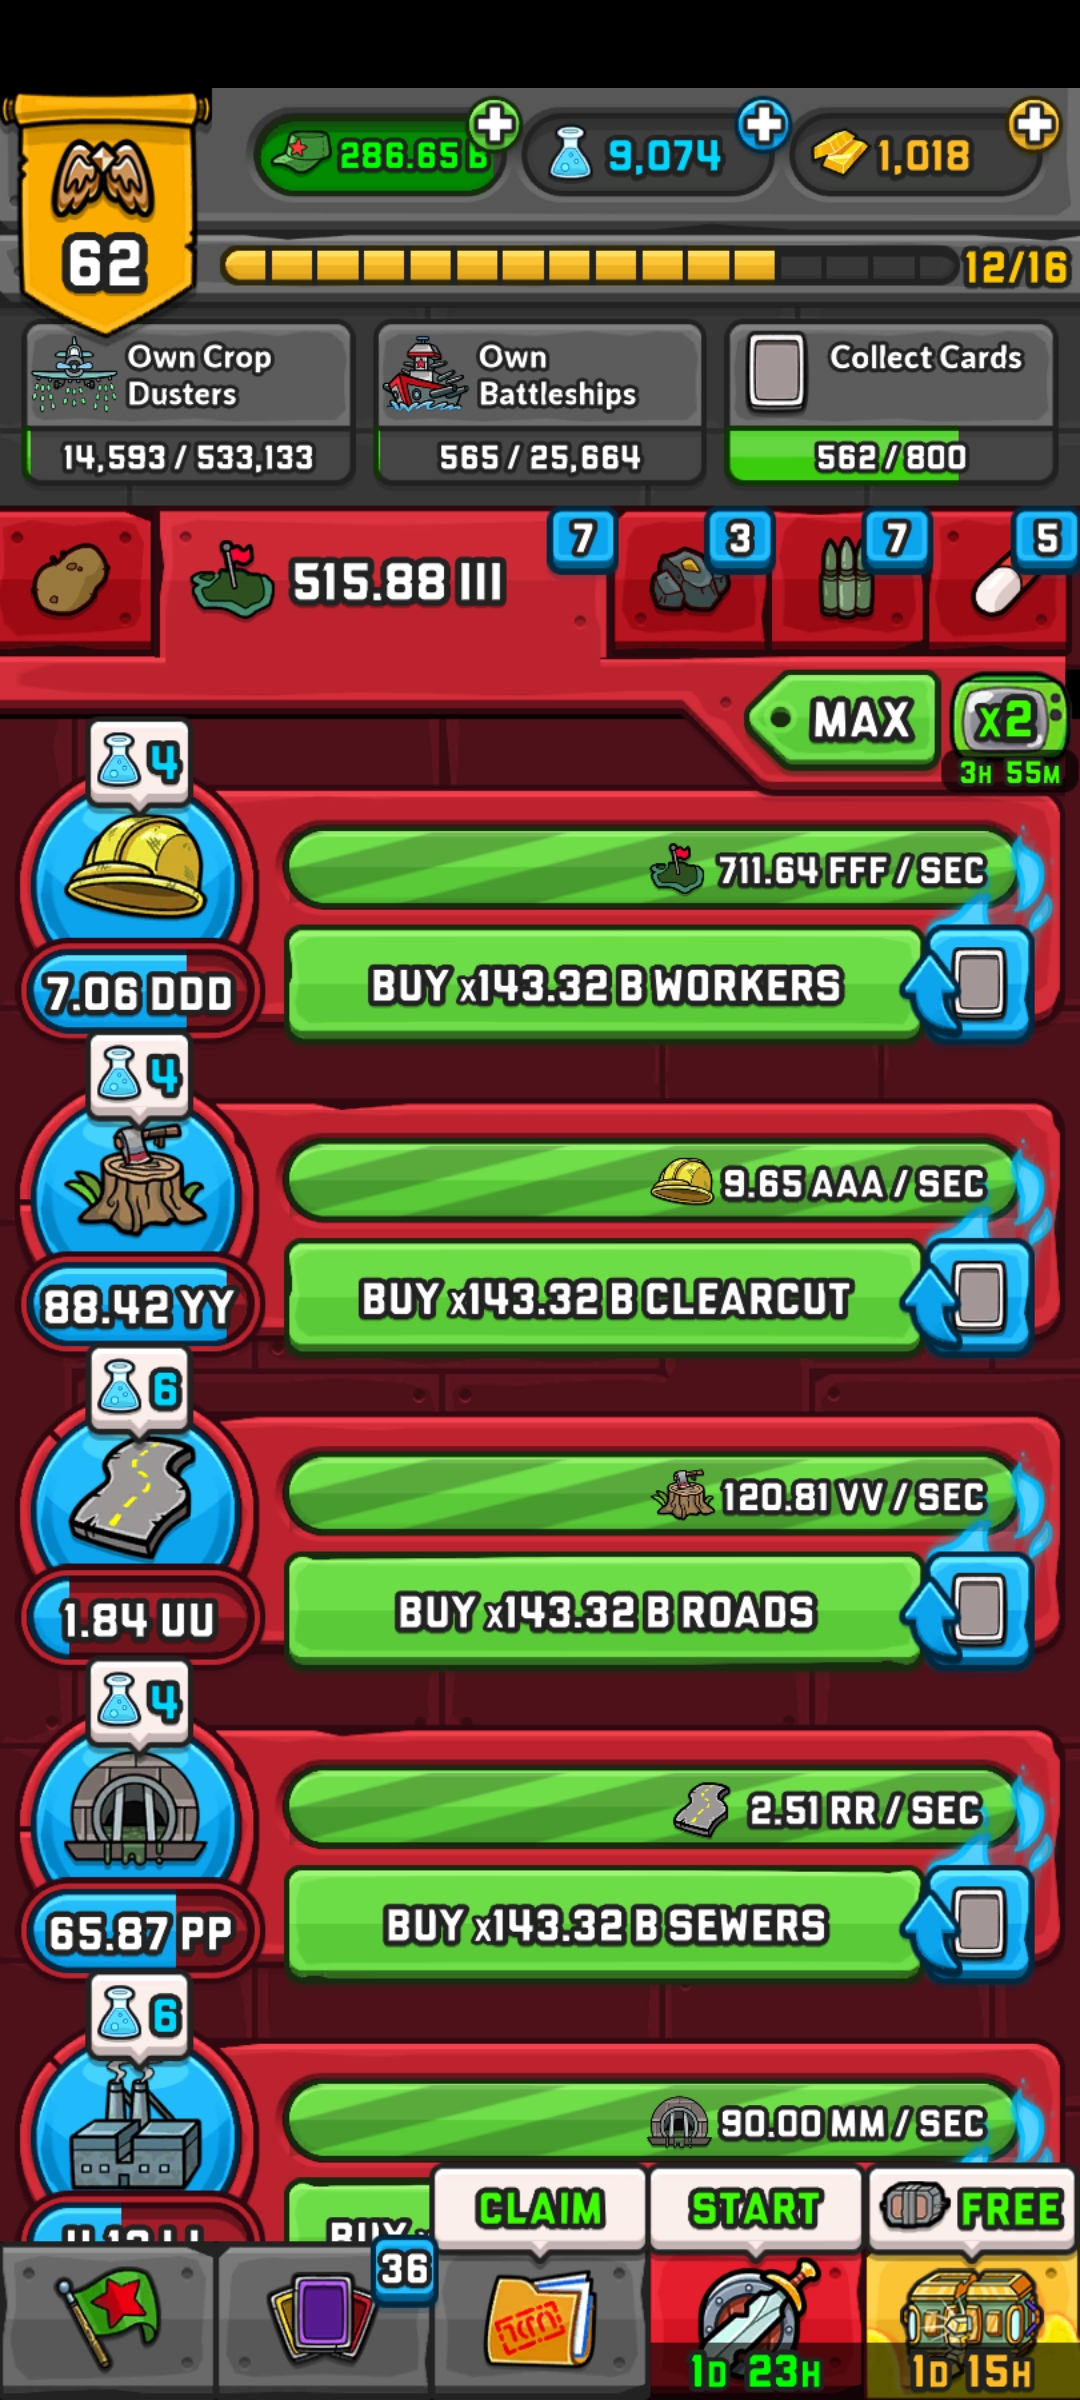 286.65 B
9,074
1,018
62
12/16
Own Crop
Dusters
14,593 / 533,133
Own
Battleships
565 / 25,664
Collect Cards
562 / 800
515.88 III
7
3
7
5
MAX
x2
3H 55M
4
711.64 FFF / SEC
7.06 DDD
BUY x143.32 B WORKERS
4
9.65 AAA / SEC
88.42 YY
BUY x143.32 B CLEARCUT
6
120.81 VV / SEC
1.84 UU
BUY x143.32 B ROADS
4
2.51 RR / SEC
65.87 PP
BUY x143.32 B SEWERS
6
90.00 MM / SEC
BUY
CLAIM
START
FREE
36
1D 23H
1D 15H